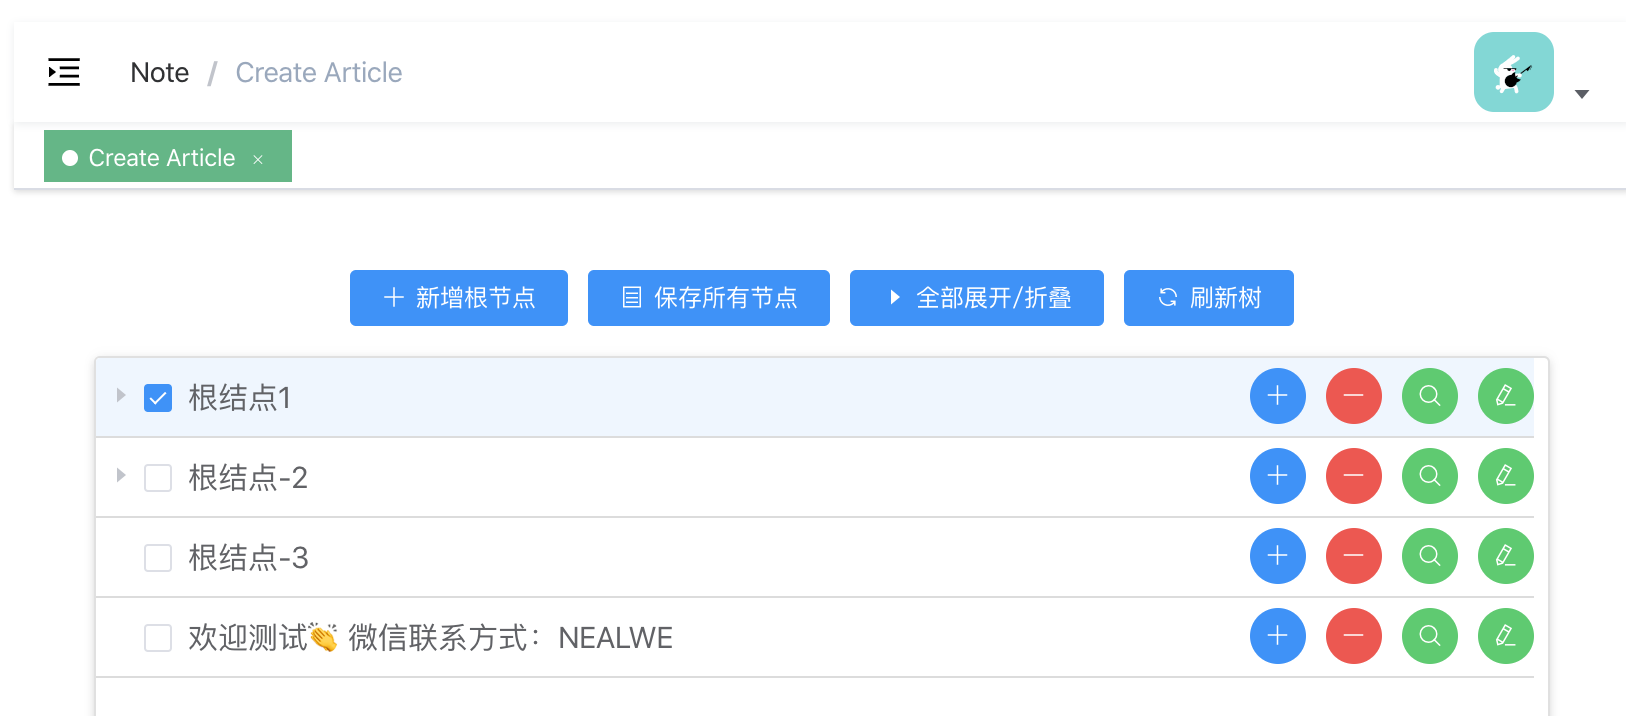 Note / Create Article
Create Article ×
新增根节点 保存所有节点 全部展开/折叠 刷新树
根结点1
根结点-2
根结点-3
欢迎测试👏 微信联系方式：NEALWE